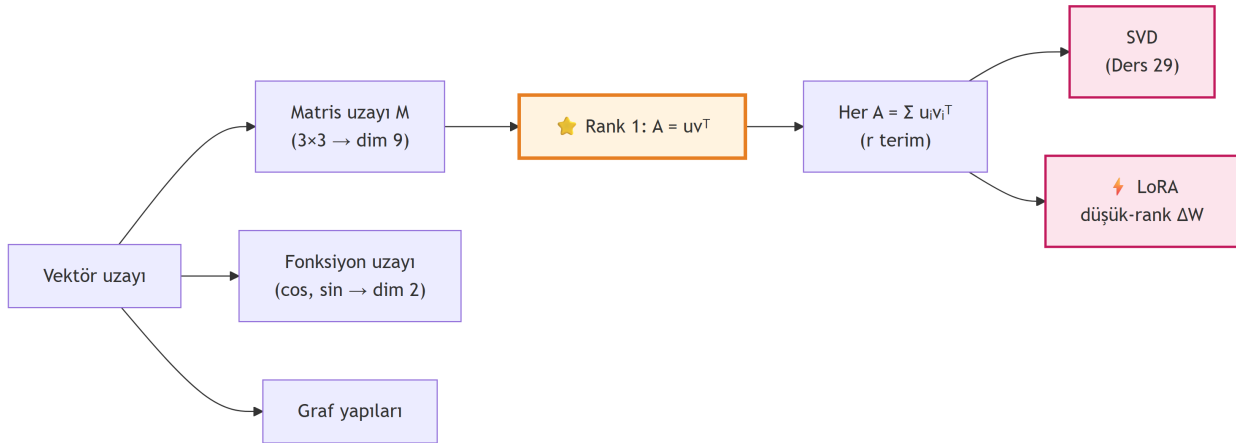 Vektör uzayı
Matris uzayı M
(3×3 → dim 9)
Fonksiyon uzayı
(cos, sin → dim 2)
Graf yapıları
⭐ Rank 1: A = uvᵀ
Her A = Σ uᵢvᵢᵀ
(r terim)
SVD
(Ders 29)
⚡ LoRA
düşük-rank ΔW